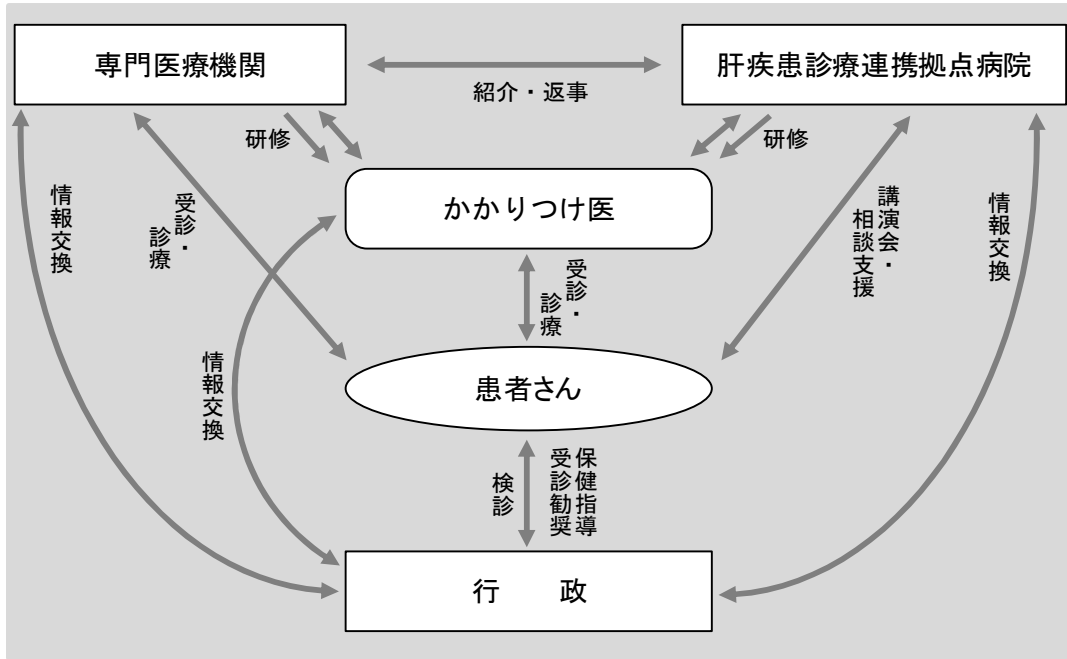 専門医療機関
肝疾患診療連携拠点病院
紹介・返事
研修
研修
かかりつけ医
情報交換
受診・
診療
講演会・
相談支援
情報交換
受診・
診療
情報交換
患者さん
検診
保健指導
受診勧奨
行　　政